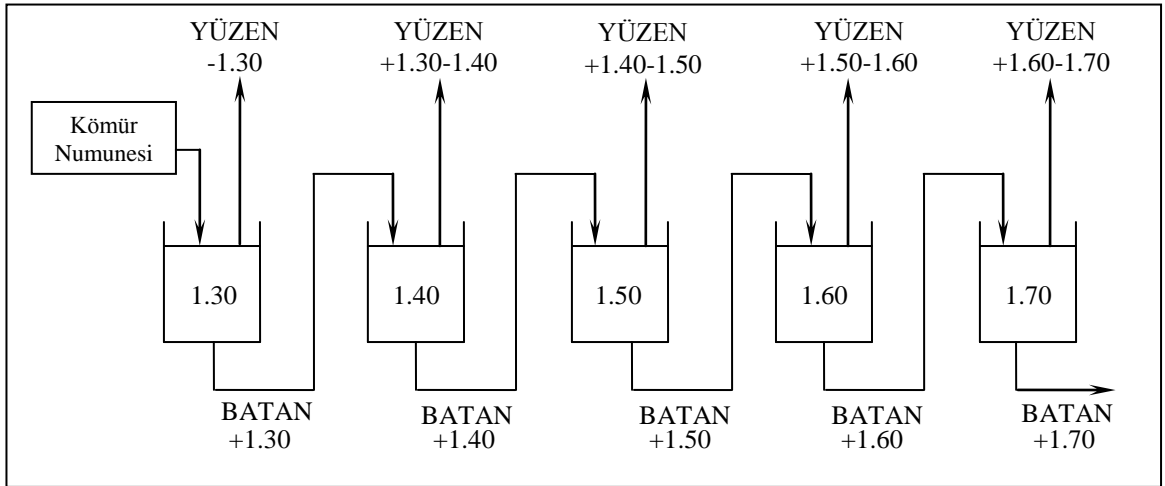 YÜZEN
-1.30
YÜZEN
+1.30-1.40
YÜZEN
+1.40-1.50
YÜZEN
+1.50-1.60
YÜZEN
+1.60-1.70
Kömür
Numunesi
1.30
1.40
1.50
1.60
1.70
BATAN
+1.30
BATAN
+1.40
BATAN
+1.50
BATAN
+1.60
BATAN
+1.70